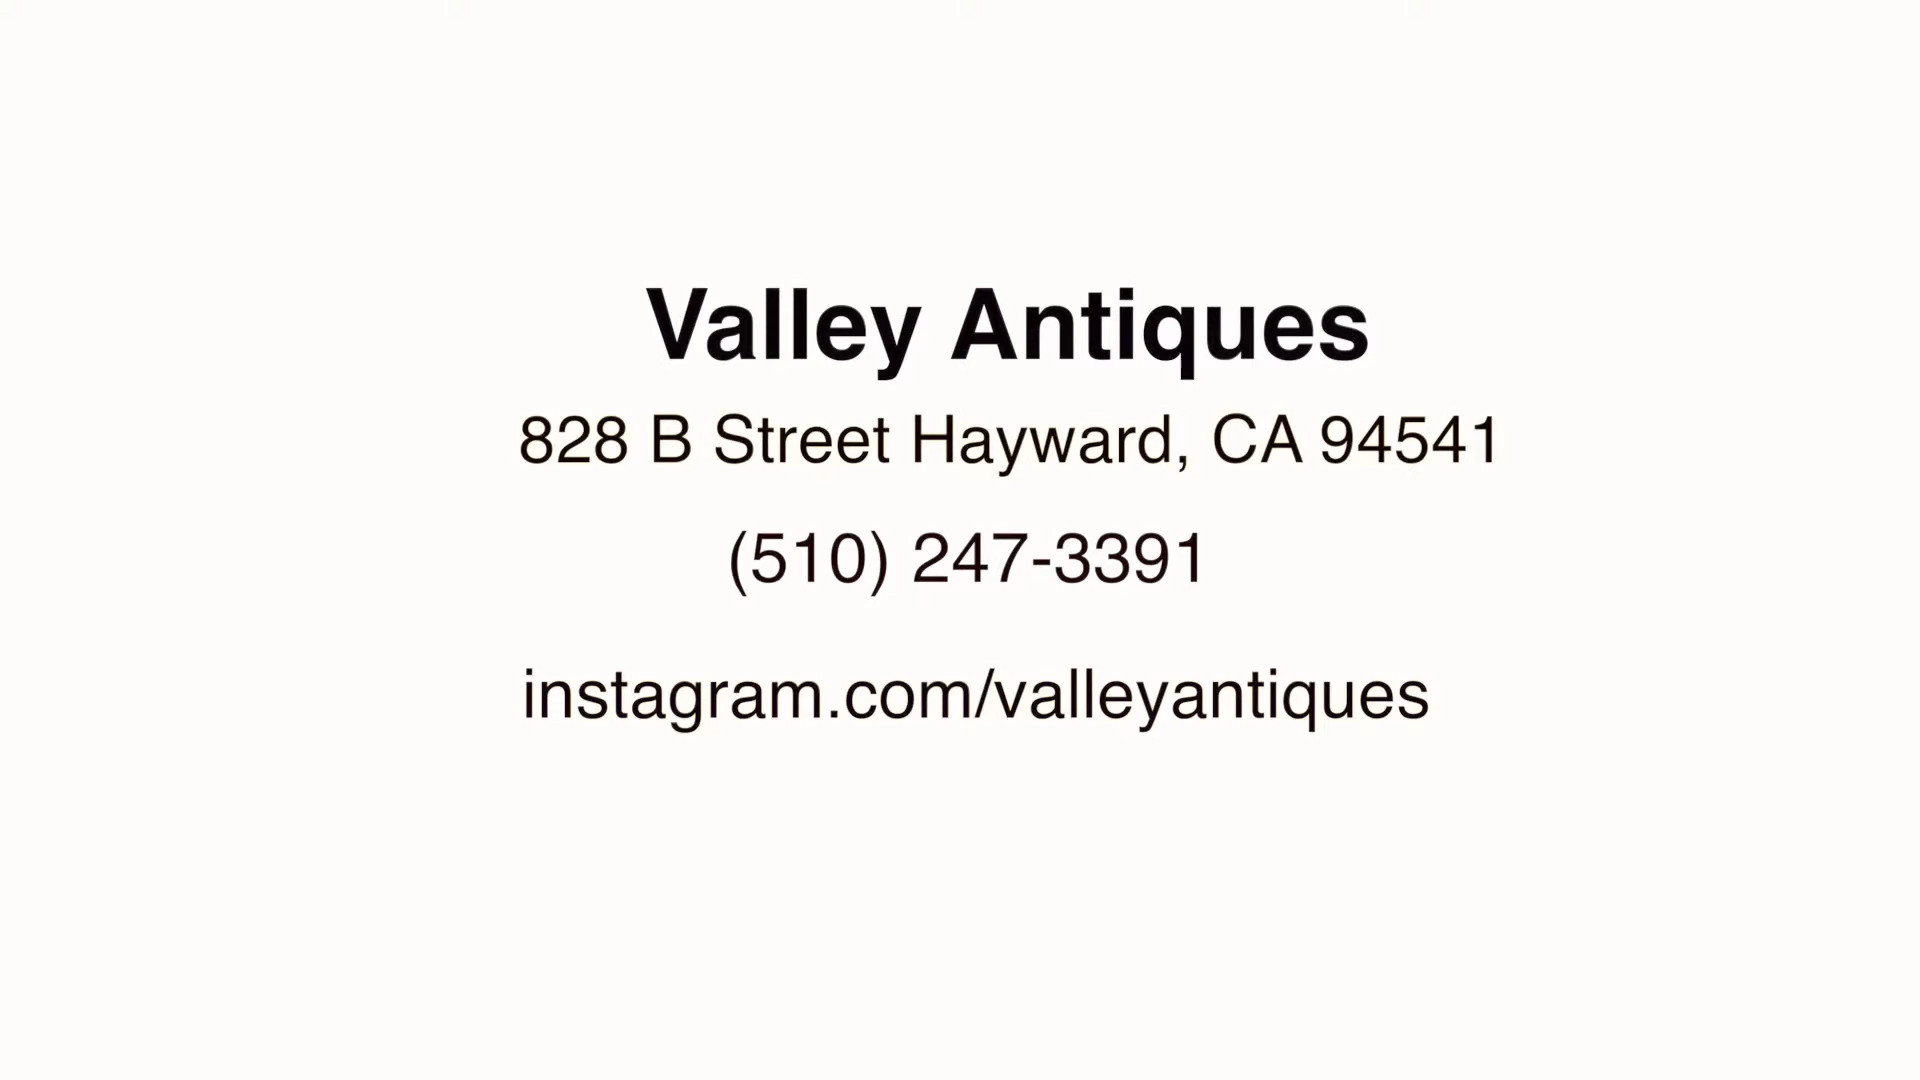 Valley Antiques
828 B Street Hayward, CA 94541
(510) 247-3391
instagram.com/valleyantiques